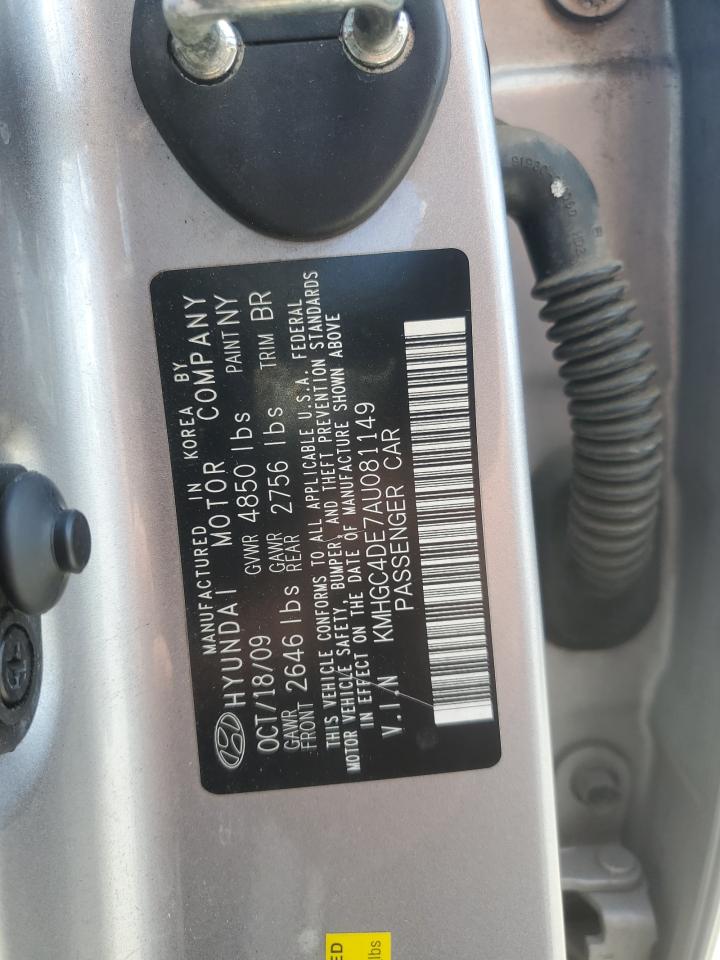 MANUFACTURED IN KOREA BY
HYUNDAI MOTOR COMPANY
OCT/18/09 GVWR 4850 lbs PAINT NY
GAWR FRONT 2646 lbs GAWR REAR 2756 lbs TRIM BR
THIS VEHICLE CONFORMS TO ALL APPLICABLE U.S.A. FEDERAL
MOTOR VEHICLE SAFETY, BUMPER, AND THEFT PREVENTION STANDARDS
IN EFFECT ON THE DATE OF MANUFACTURE SHOWN ABOVE
V.I.N KMHGC4DE7AU081149
PASSENGER CAR
lbs